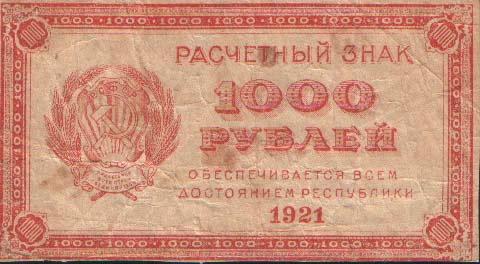 РАСЧЕТНЫЙ ЗНАК
1000
РУБЛЕЙ
ОБЕСПЕЧИВАЕТСЯ ВСЕМ
ДОСТОЯНИЕМ РЕСПУБЛИКИ
1921